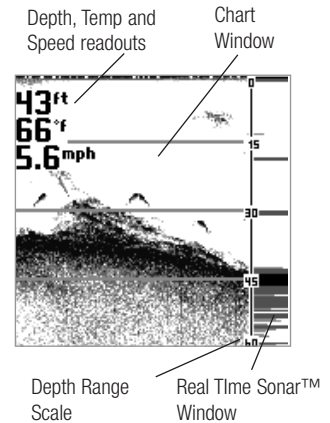 Depth, Temp and
Speed readouts
Chart
Window
43ft
66°f
5.6mph
0
15
30
45
60
Depth Range
Scale
Real TIme Sonar™
Window